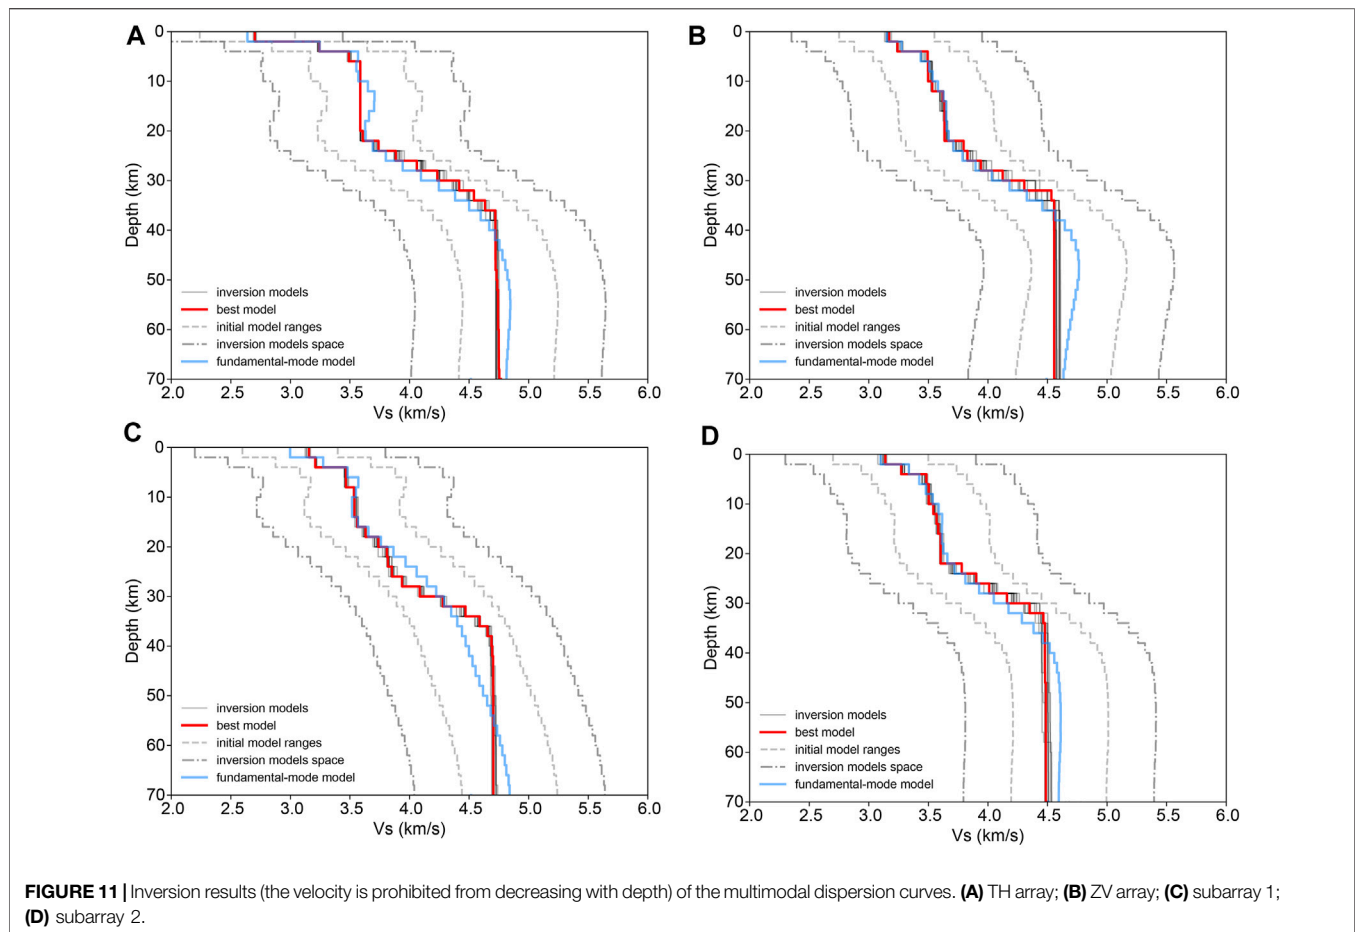 A
0
10
20
30
40
50
60
70
Depth (km)
inversion models
best model
initial model ranges
inversion models space
fundamental-mode model
2.0 2.5 3.0 3.5 4.0 4.5 5.0 5.5 6.0
Vs (km/s)
B
0
10
20
30
40
50
60
70
Depth (km)
inversion models
best model
initial model ranges
inversion models space
fundamental-mode model
2.0 2.5 3.0 3.5 4.0 4.5 5.0 5.5 6.0
Vs (km/s)
C
0
10
20
30
40
50
60
70
Depth (km)
inversion models
best model
initial model ranges
inversion models space
fundamental-mode model
2.0 2.5 3.0 3.5 4.0 4.5 5.0 5.5 6.0
Vs (km/s)
D
0
10
20
30
40
50
60
70
Depth (km)
inversion models
best model
initial model ranges
inversion models space
fundamental-mode model
2.0 2.5 3.0 3.5 4.0 4.5 5.0 5.5 6.0
Vs (km/s)
FIGURE 11 | Inversion results (the velocity is prohibited from decreasing with depth) of the multimodal dispersion curves. (A) TH array; (B) ZV array; (C) subarray 1;
(D) subarray 2.